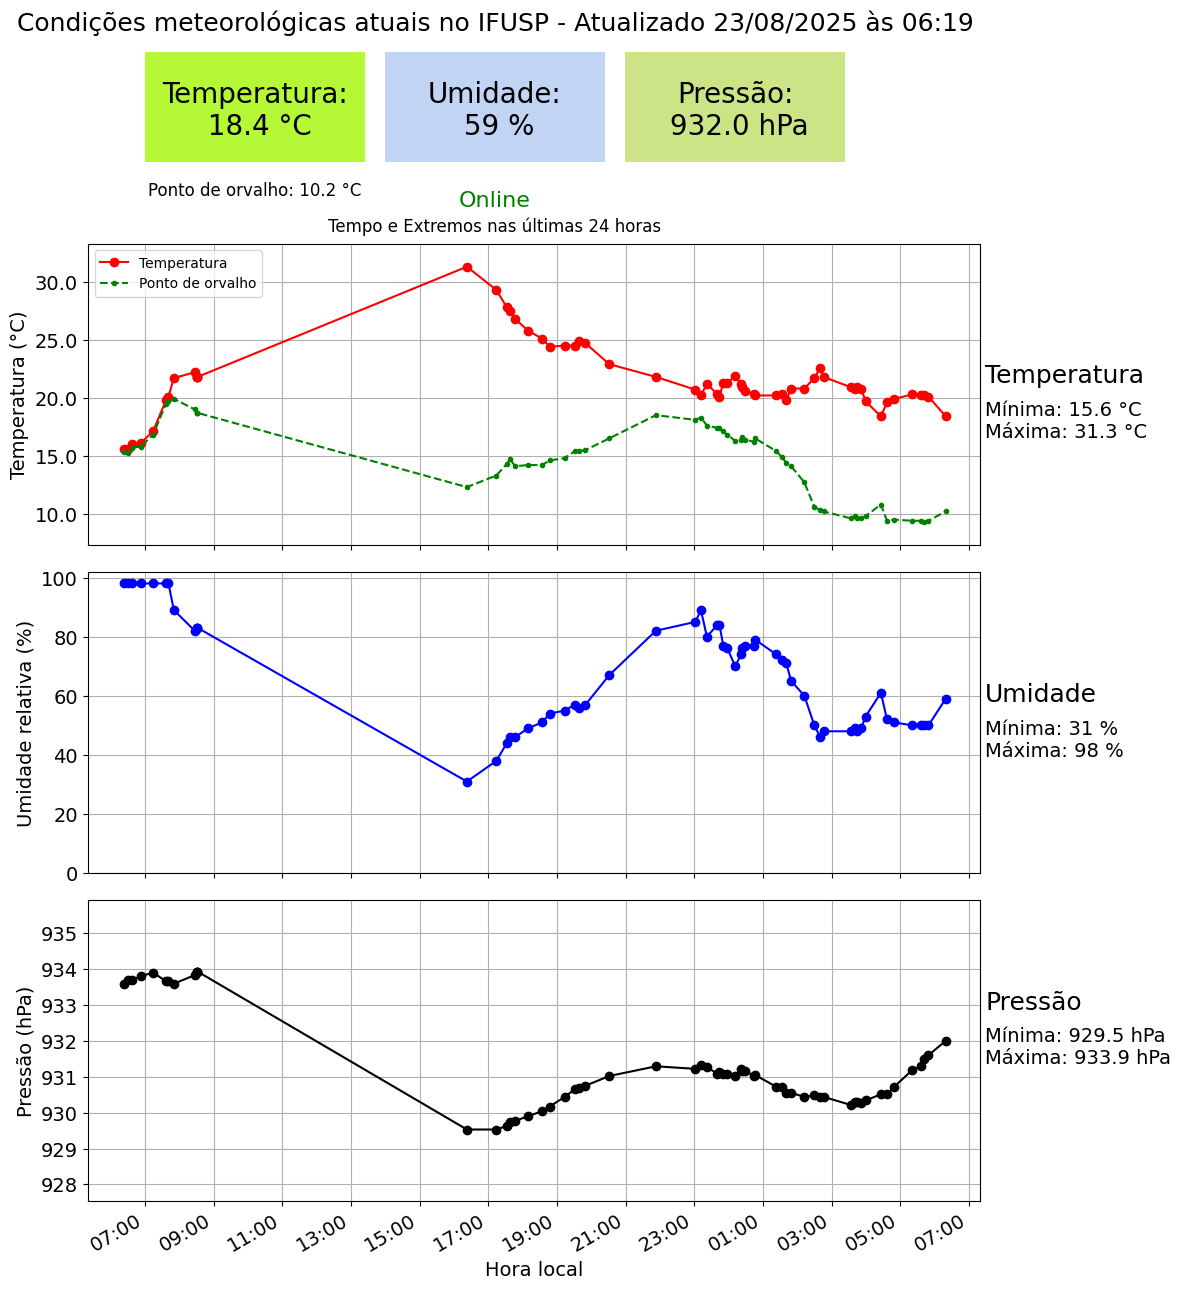 Condições meteorológicas atuais no IFUSP - Atualizado 23/08/2025 às 06:19
Temperatura:
18.4 °C
Umidade:
59 %
Pressão:
932.0 hPa
Ponto de orvalho: 10.2 °C
Online
Tempo e Extremos nas últimas 24 horas
Temperatura
Ponto de orvalho
Temperatura (°C)
30.0
25.0
20.0
15.0
10.0
Temperatura
Mínima: 15.6 °C
Máxima: 31.3 °C
Umidade relativa (%)
100
80
60
40
20
0
Umidade
Mínima: 31 %
Máxima: 98 %
Pressão (hPa)
935
934
933
932
931
930
929
928
Pressão
Mínima: 929.5 hPa
Máxima: 933.9 hPa
07:00 09:00 11:00 13:00 15:00 17:00 19:00 21:00 23:00 01:00 03:00 05:00 07:00
Hora local